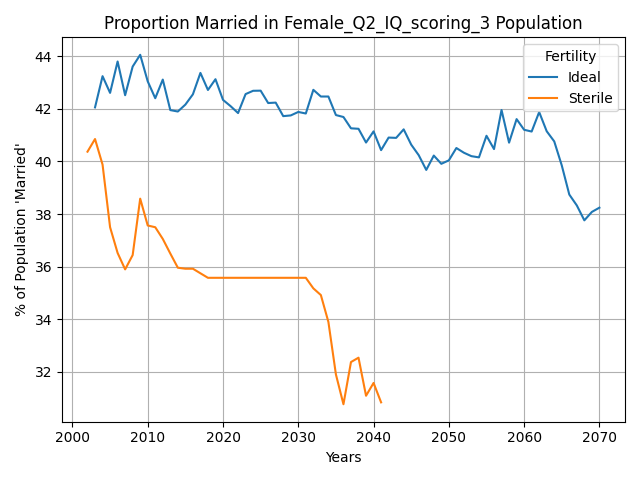 Proportion Married in Female_Q2_IQ_scoring_3 Population
Fertility
Ideal
Sterile
% of Population 'Married'
44
42
40
38
36
34
32
2000 2010 2020 2030 2040 2050 2060 2070
Years